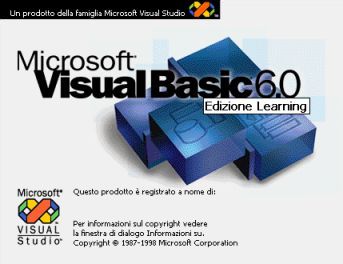 Un prodotto della famiglia Microsoft Visual Studio
Microsoft®
Visual Basic 6.0
Edizione Learning
Microsoft®
VISUAL
Studio™
Questo prodotto è registrato a nome di:
Per informazioni sul copyright vedere
la finestra di dialogo Informazioni su.
Copyright © 1987-1998 Microsoft Corporation